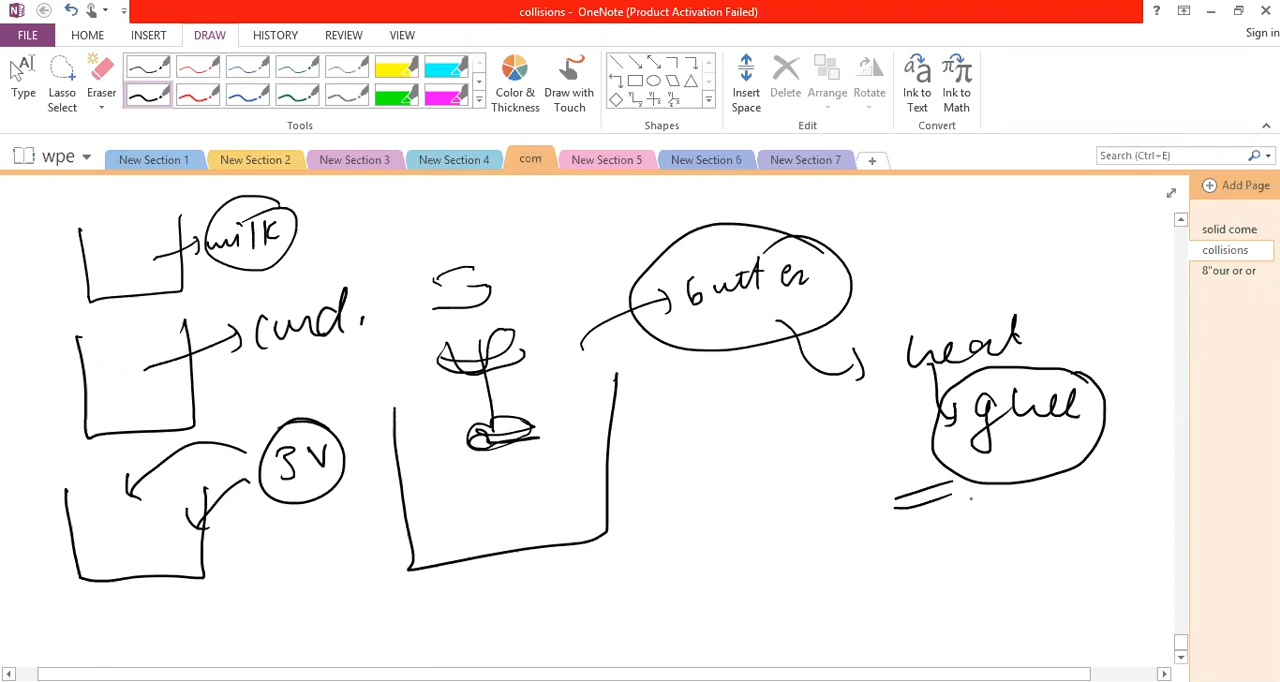 collisions - OneNote (Product Activation Failed)
Sign in
FILE HOME INSERT DRAW HISTORY REVIEW VIEW
Type
Lasso Select
Eraser
Color & Thickness
Draw with Touch
Insert Space
Delete
Arrange
Rotate
Ink to Text
Ink to Math
Tools
Shapes
Edit
Convert
wpe
New Section 1 New Section 2 New Section 3 New Section 4 com New Section 5 New Section 6 New Section 7
Search (Ctrl+E)
Add Page
solid come
collisions
8"our or or
milk
curd.
3V
S
butter
heat
ghee